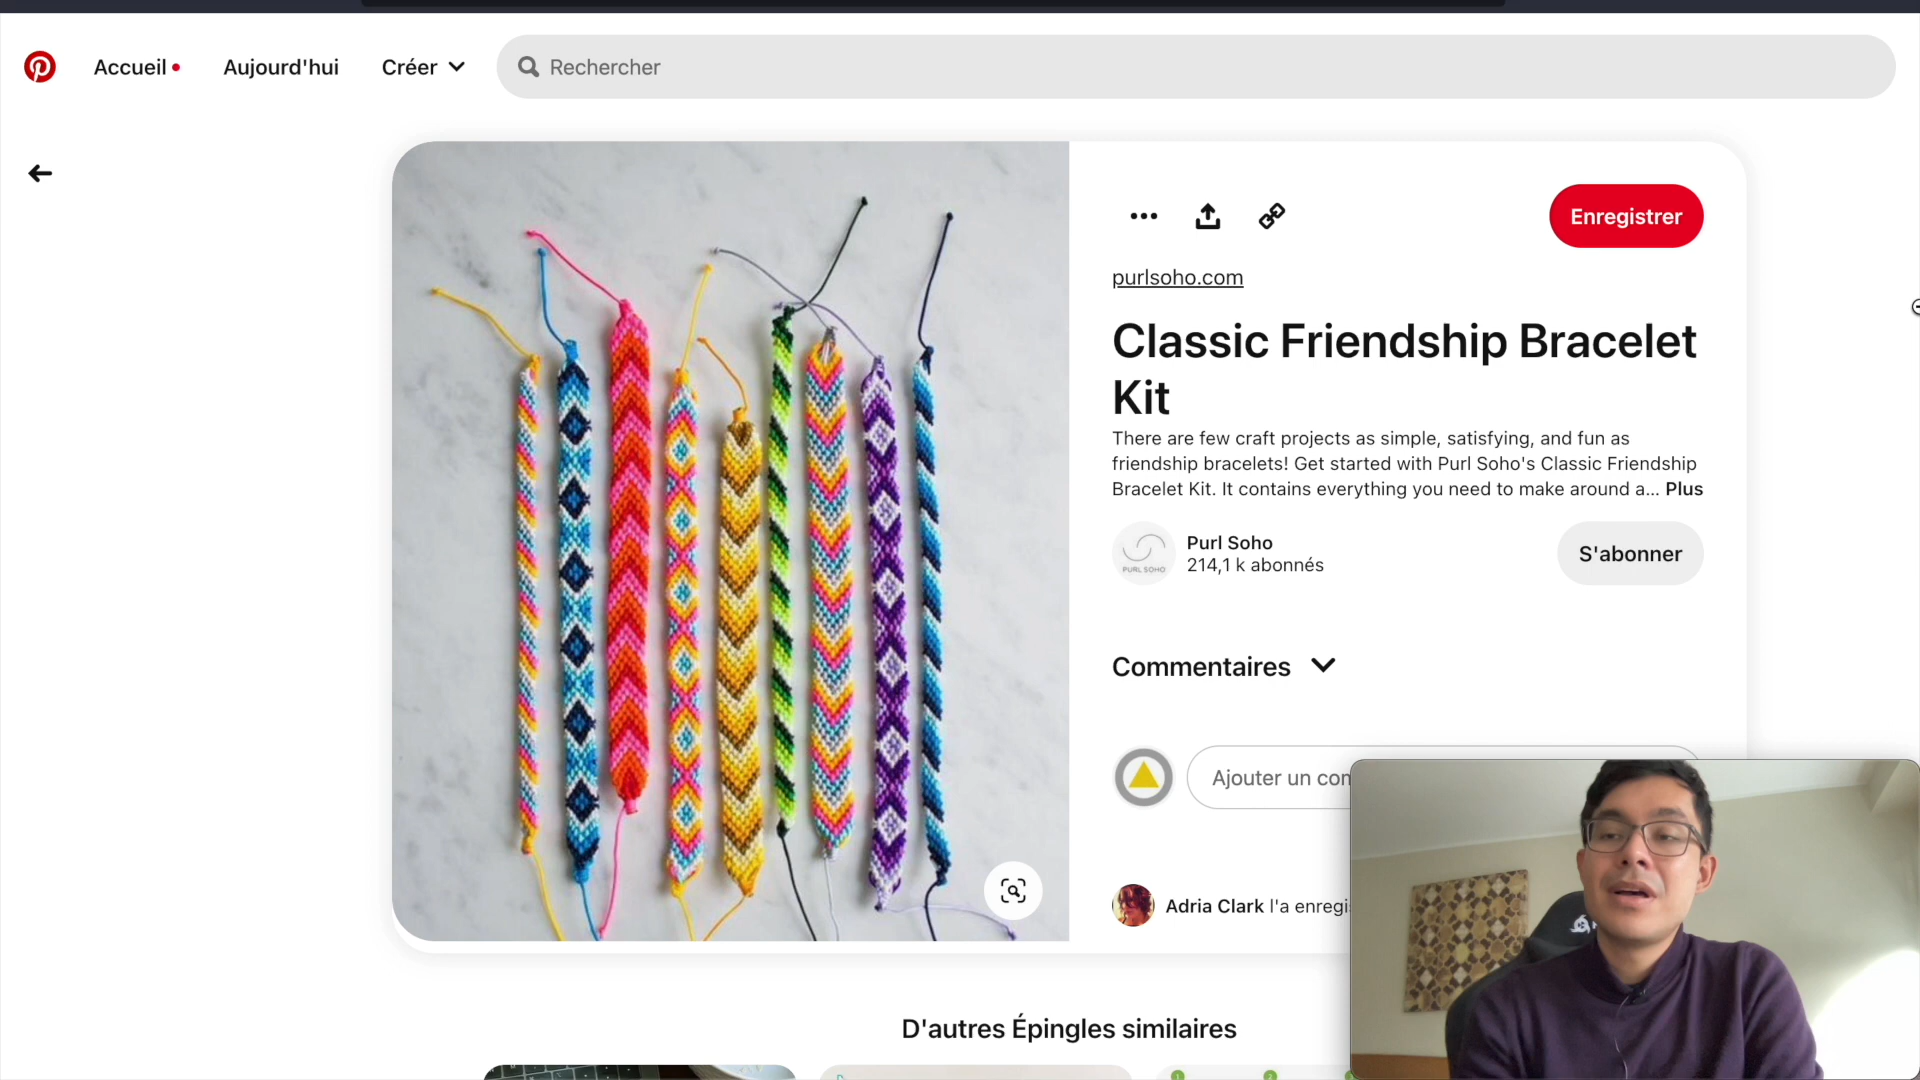 Accueil
Aujourd'hui
Créer
Rechercher
Enregistrer
purlsoho.com
Classic Friendship Bracelet
Kit
There are few craft projects as simple, satisfying, and fun as
friendship bracelets! Get started with Purl Soho's Classic Friendship
Bracelet Kit. It contains everything you need to make around a... Plus
PURL SOHO
Purl Soho
214,1 k abonnés
S'abonner
Commentaires
Ajouter un con
Adria Clark l'a enregi
D'autres Épingles similaires
1
2